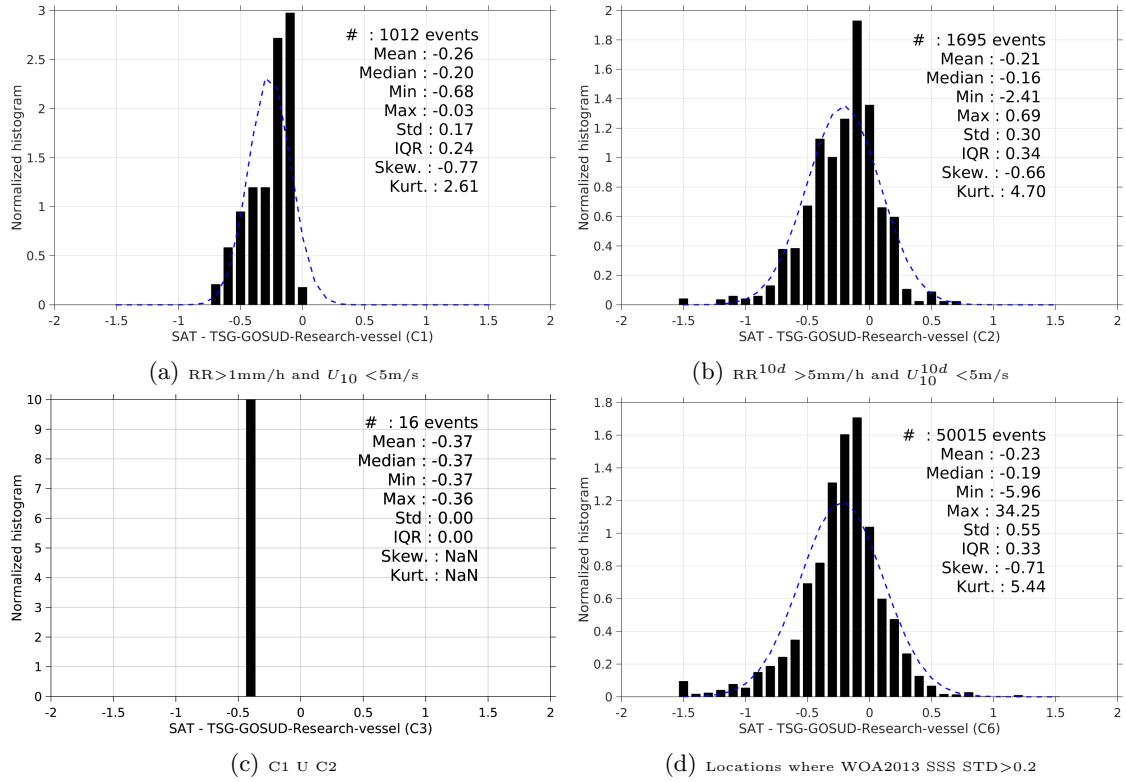 3
2.5
2
1.5
1
0.5
0
-2
-1.5
-1
-0.5
0
0.5
1
1.5
2
Normalized histogram
# : 1012 events
Mean : -0.26
Median : -0.20
Min : -0.68
Max : -0.03
Std : 0.17
IQR : 0.24
Skew. : -0.77
Kurt. : 2.61
SAT - TSG-GOSUD-Research-vessel (C1)
(a) RR>1mm/h and U10 <5m/s
2
1.8
1.6
1.4
1.2
1
0.8
0.6
0.4
0.2
0
-2
-1.5
-1
-0.5
0
0.5
1
1.5
2
Normalized histogram
# : 1695 events
Mean : -0.21
Median : -0.16
Min : -2.41
Max : 0.69
Std : 0.30
IQR : 0.34
Skew. : -0.66
Kurt. : 4.70
SAT - TSG-GOSUD-Research-vessel (C2)
(b) RR10d >5mm/h and U10d10 <5m/s
10
9
8
7
6
5
4
3
2
1
0
-2
-1.5
-1
-0.5
0
0.5
1
1.5
2
Normalized histogram
# : 16 events
Mean : -0.37
Median : -0.37
Min : -0.37
Max : -0.36
Std : 0.00
IQR : 0.00
Skew. : NaN
Kurt. : NaN
SAT - TSG-GOSUD-Research-vessel (C3)
(c) C1 U C2
1.8
1.6
1.4
1.2
1
0.8
0.6
0.4
0.2
0
-2
-1.5
-1
-0.5
0
0.5
1
1.5
2
Normalized histogram
# : 50015 events
Mean : -0.23
Median : -0.19
Min : -5.96
Max : 34.25
Std : 0.55
IQR : 0.33
Skew. : -0.71
Kurt. : 5.44
SAT - TSG-GOSUD-Research-vessel (C6)
(d) Locations where WOA2013 SSS STD>0.2